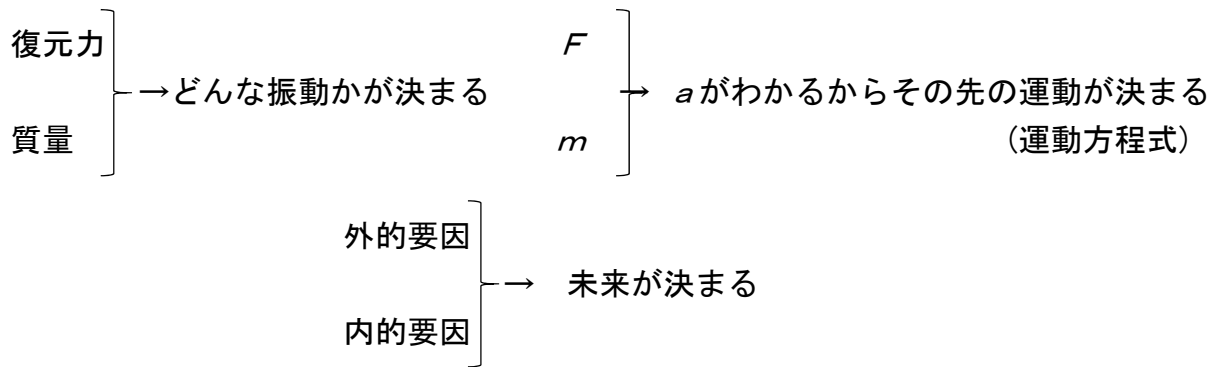 復元力
質量
→どんな振動かが決まる
F
m
→ aがわかるからその先の運動が決まる
(運動方程式)
外的要因
内的要因
→ 未来が決まる